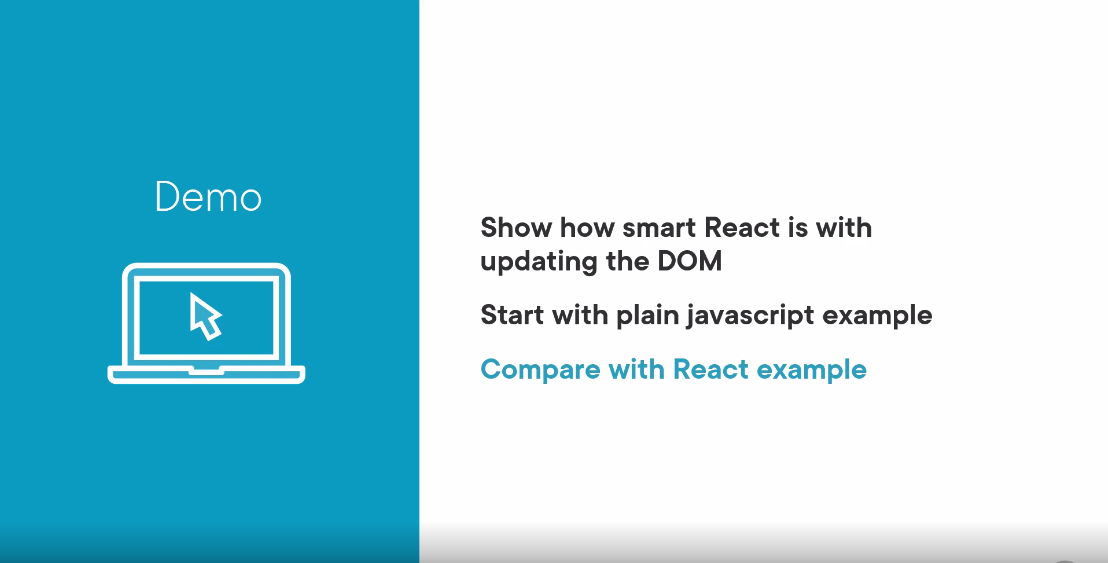 Demo
Show how smart React is with
updating the DOM
Start with plain javascript example
Compare with React example